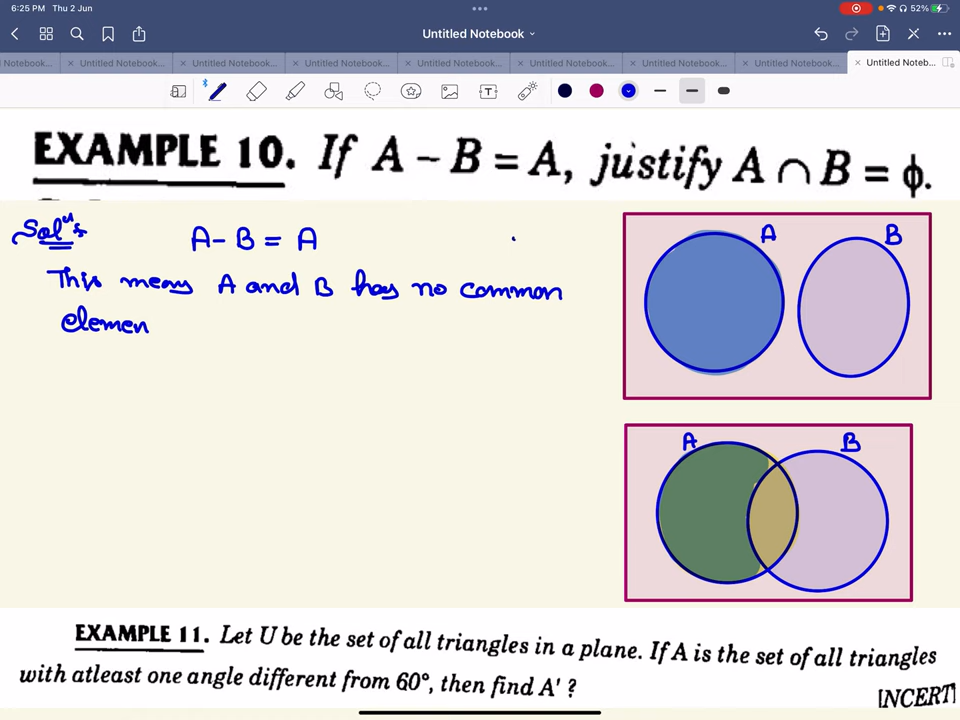 6:25 PM Thu 2 Jun
52%
Untitled Notebook
Notebook... Untitled Notebook... Untitled Notebook... Untitled Notebook... Untitled Notebook... Untitled Notebook... Untitled Notebook... Untitled Notebook... Untitled Noteb...
EXAMPLE 10. If A – B = A, justify A ∩ B = ϕ.
A - B = A
This means A and B has no common
elemen
A B
A B
EXAMPLE 11. Let U be the set of all triangles in a plane. If A is the set of all triangles
with atleast one angle different from 60°, then find A' ?
[NCERT